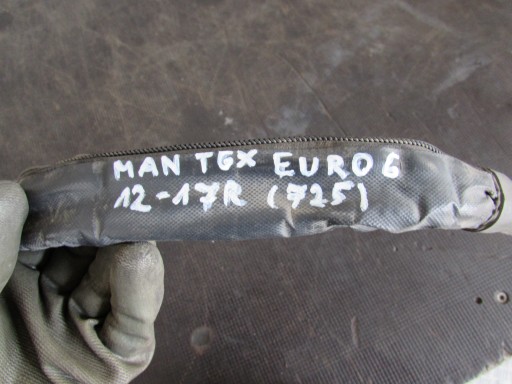 MAN TGX EURO6
12-17R (725)